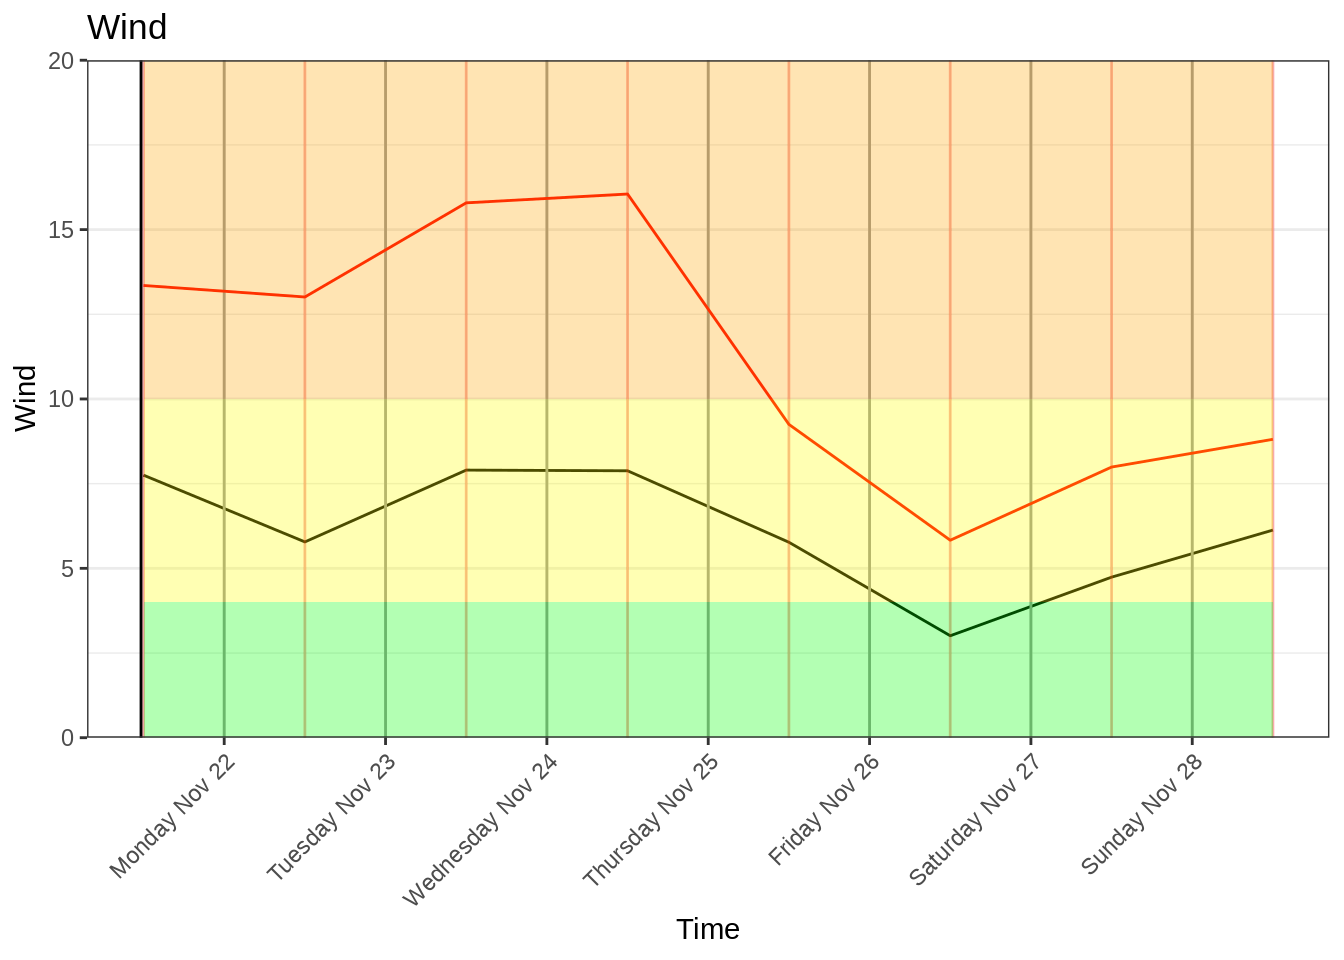 Wind
20
15
10
5
0
Wind
Monday Nov 22
Tuesday Nov 23
Wednesday Nov 24
Thursday Nov 25
Friday Nov 26
Saturday Nov 27
Sunday Nov 28
Time